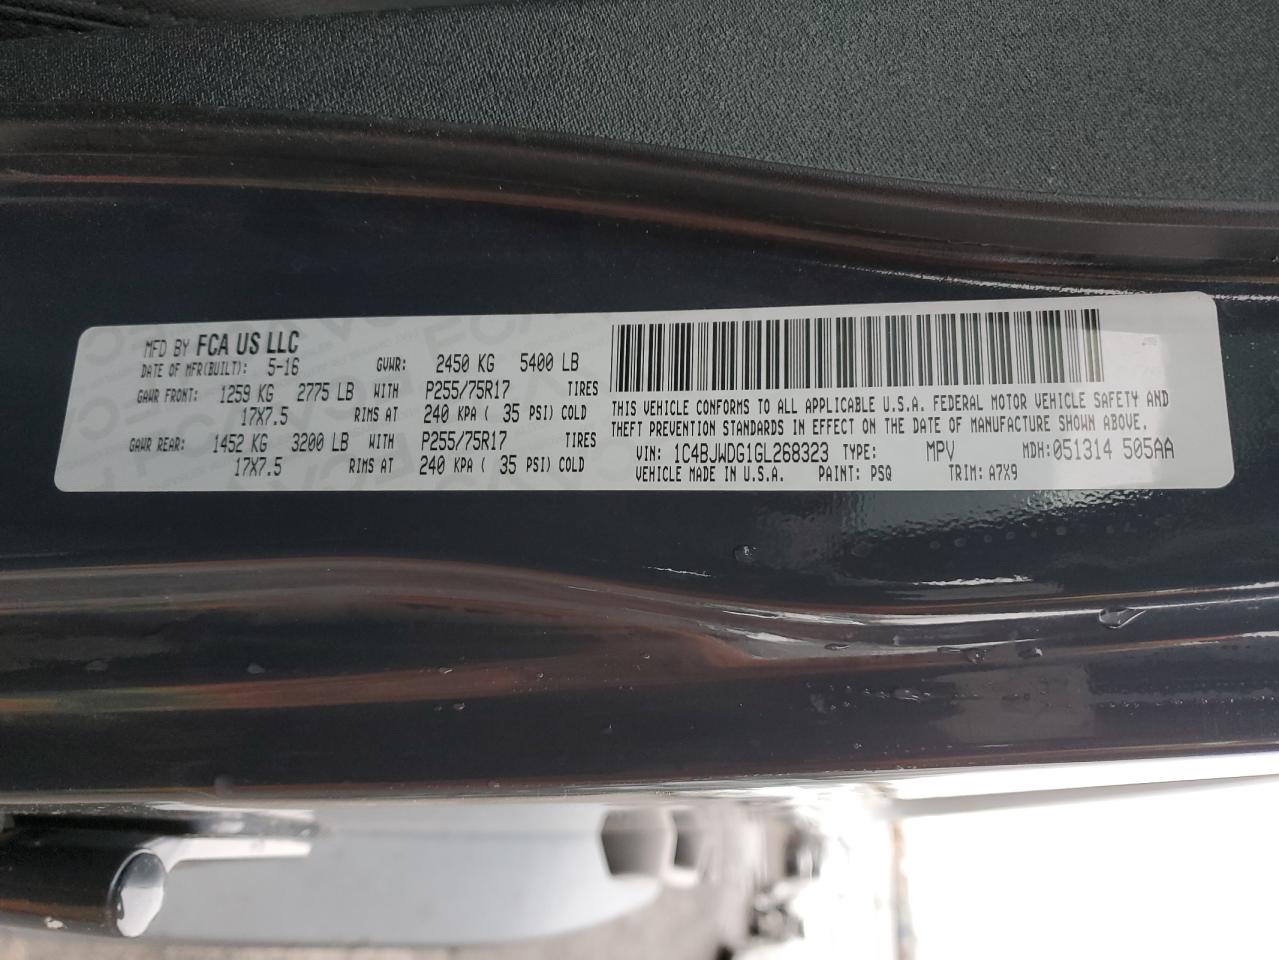 MFD BY FCA US LLC
DATE OF MFR(BUILT): 5-16 GVWR: 2450 KG 5400 LB
GAWR FRONT: 1259 KG 2775 LB WITH P255/75R17 TIRES
17X7.5 RIMS AT 240 KPA ( 35 PSI) COLD
GAWR REAR: 1452 KG 3200 LB WITH P255/75R17 TIRES
17X7.5 RIMS AT 240 KPA ( 35 PSI) COLD
THIS VEHICLE CONFORMS TO ALL APPLICABLE U.S.A. FEDERAL MOTOR VEHICLE SAFETY AND
THEFT PREVENTION STANDARDS IN EFFECT ON THE DATE OF MANUFACTURE SHOWN ABOVE.
VIN: 1C4BJWDG1GL268323 TYPE: MPV MDH:051314 505AA
VEHICLE MADE IN U.S.A. PAINT: PSQ TRIM: A7X9